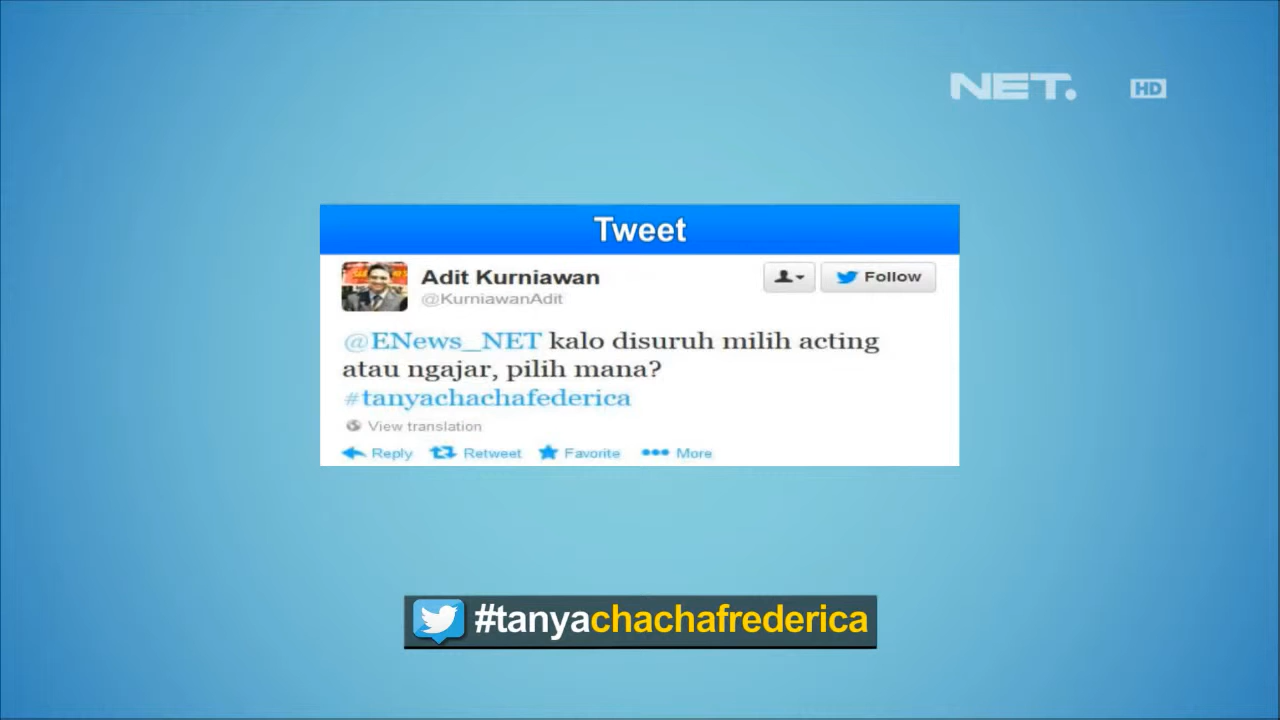 NET. HD
Tweet
Adit Kurniawan
Follow
@KurniawanAdit
@ENews_NET kalo disuruh milih acting
atau ngajar, pilih mana?
#tanyachachafederica
View translation
Reply Retweet Favorite More
#tanyachachafrederica